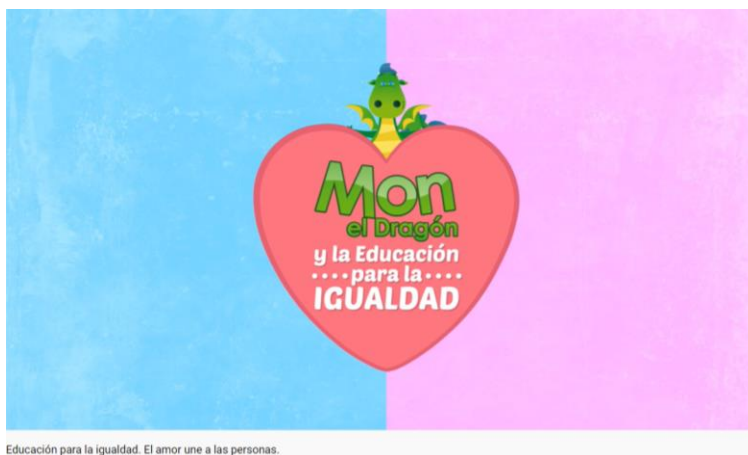 Mon
el Dragón
y la Educación
....para la....
IGUALDAD
Educación para la igualdad. El amor une a las personas.